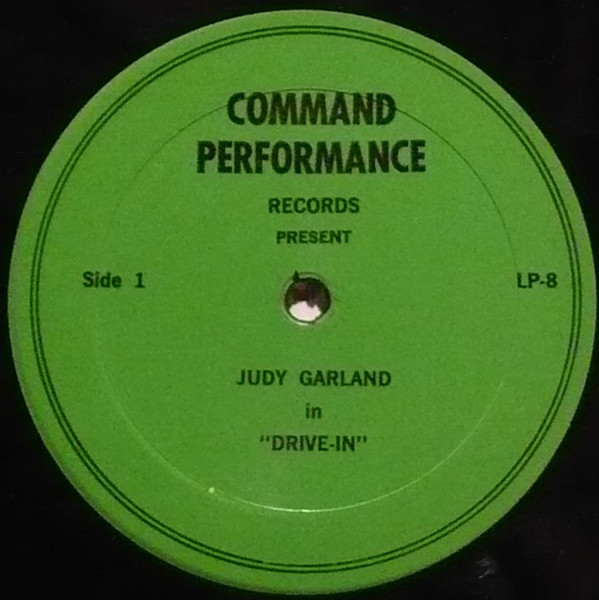 COMMAND
PERFORMANCE
RECORDS
PRESENT
Side 1
LP-8
JUDY GARLAND
in
"DRIVE-IN"